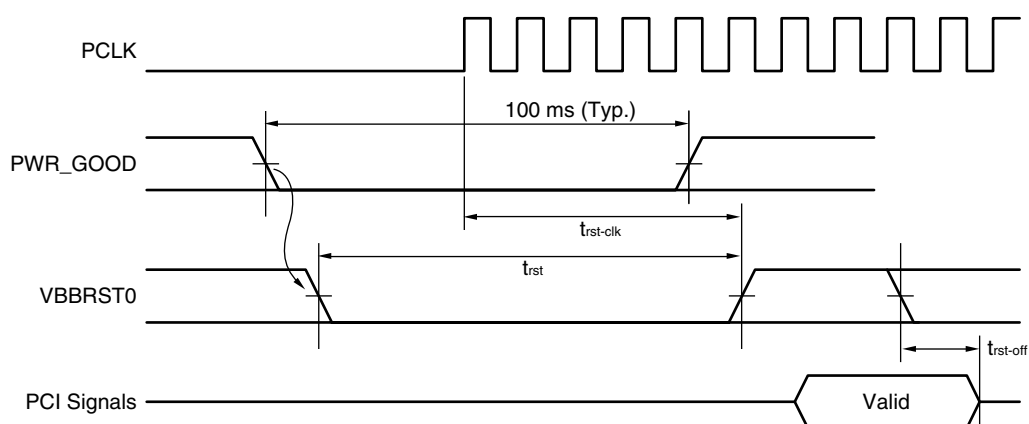 PCLK
100 ms (Typ.)
PWR_GOOD
trst-clk
trst
VBBRST0
trst-off
PCI Signals
Valid